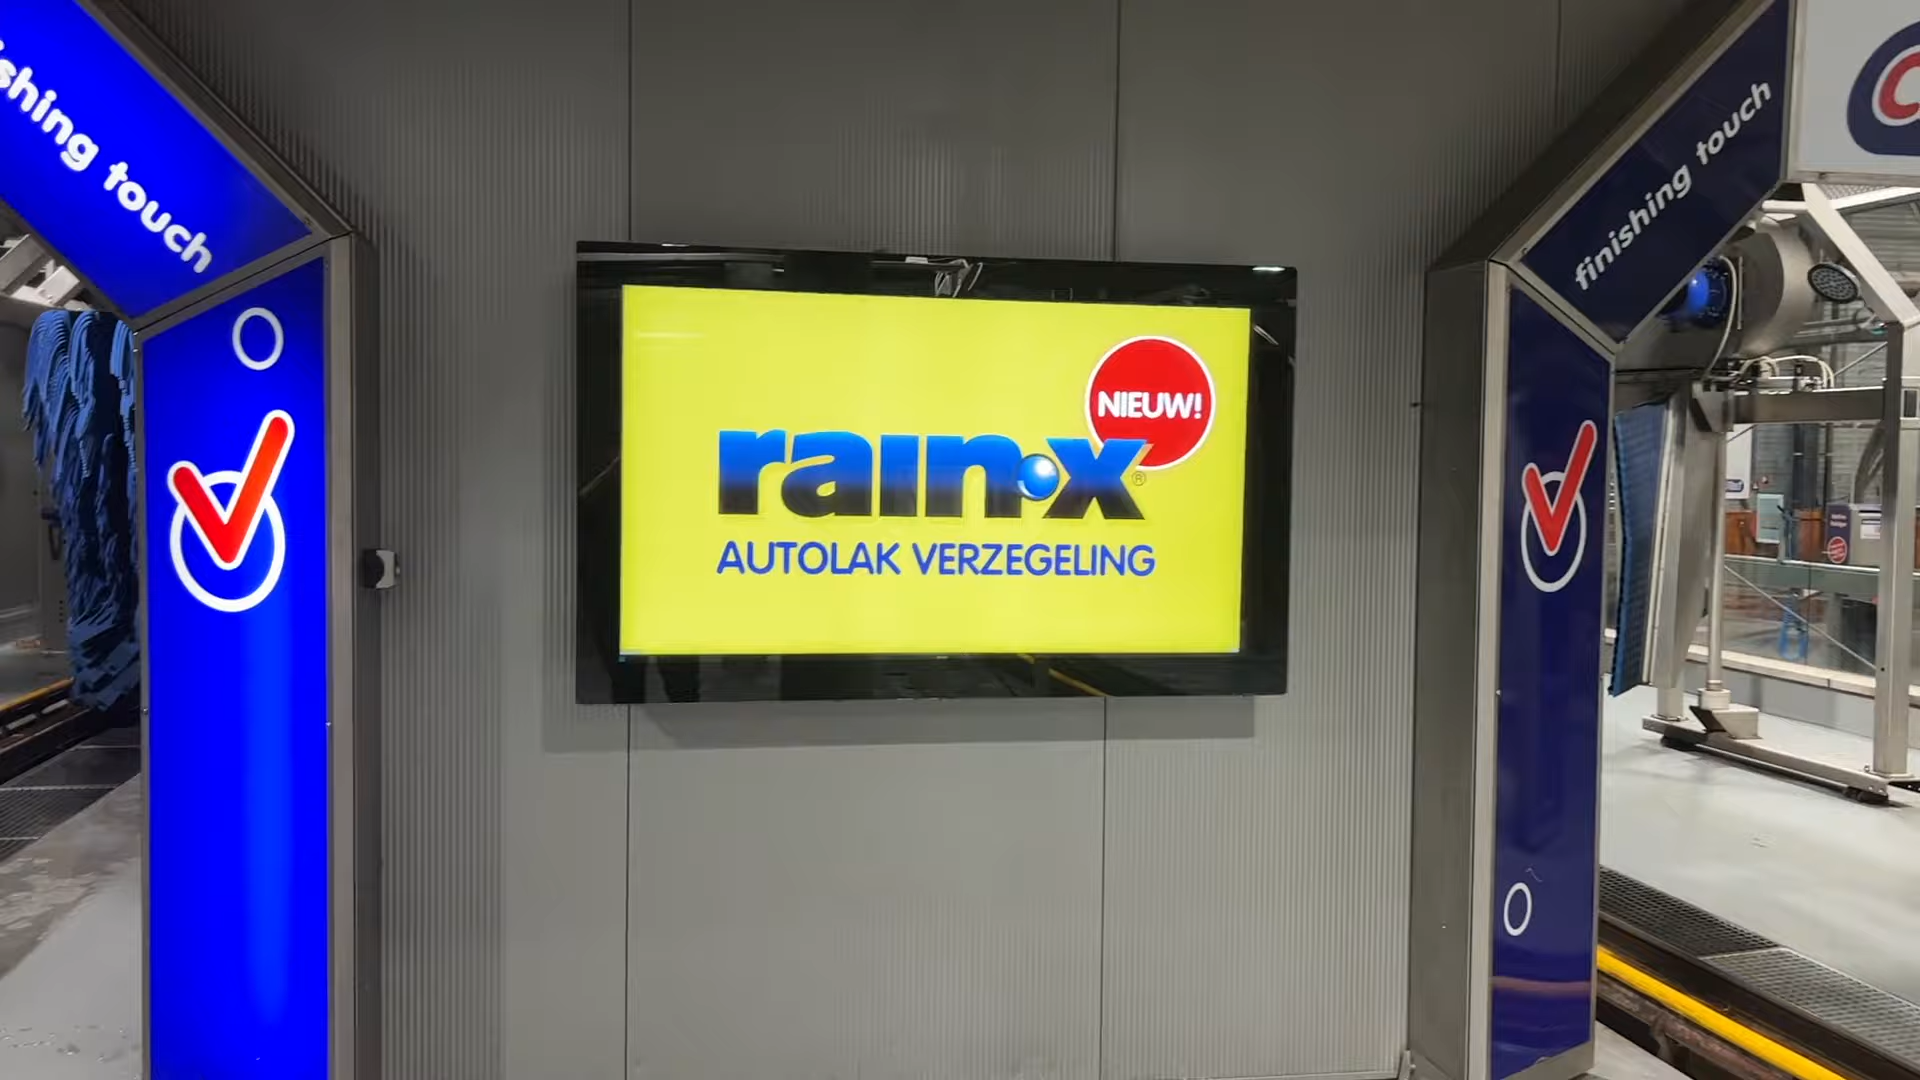 shing touch
NIEUW!
rain·x®
AUTOLAK VERZEGELING
finishing touch
C